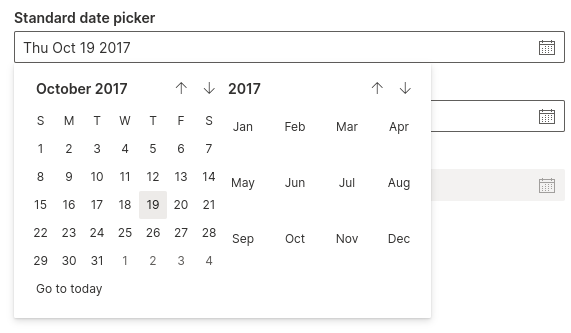 Standard date picker
Thu Oct 19 2017
October 2017
S M T W T F S
1 2 3 4 5 6 7
8 9 10 11 12 13 14
15 16 17 18 19 20 21
22 23 24 25 26 27 28
29 30 31 1 2 3 4
Go to today
2017
Jan Feb Mar Apr
May Jun Jul Aug
Sep Oct Nov Dec